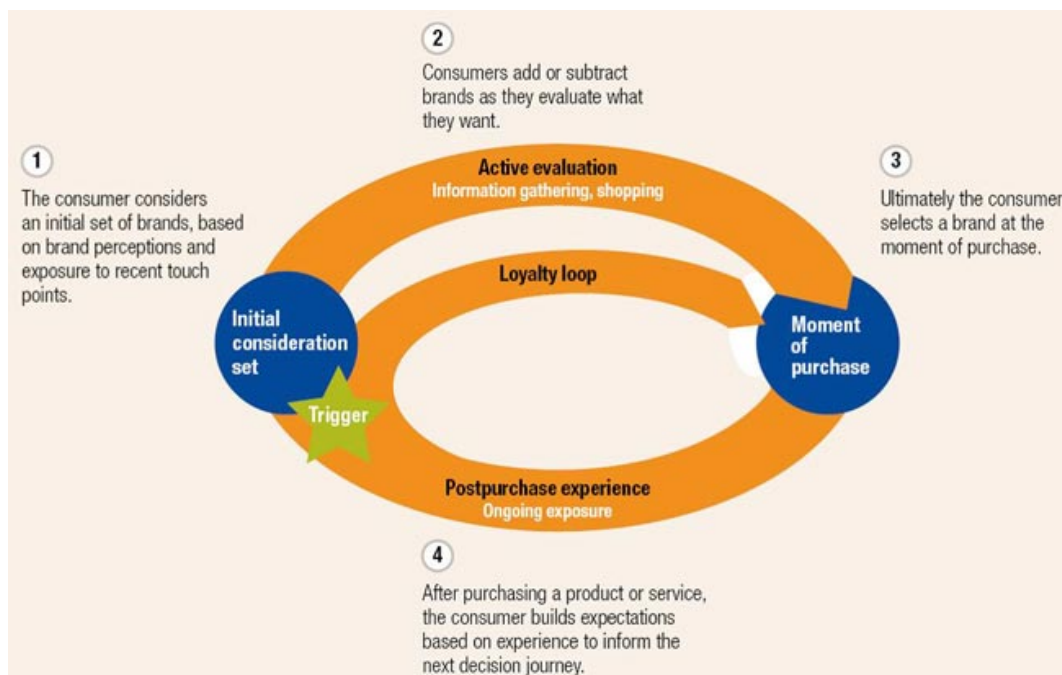 2
Consumers add or subtract
brands as they evaluate what
they want.
1
The consumer considers
an initial set of brands, based
on brand perceptions and
exposure to recent touch
points.
3
Ultimately the consumer
selects a brand at the
moment of purchase.
Active evaluation
Information gathering, shopping
Loyalty loop
Initial
consideration
set
Moment
of
purchase
Trigger
Postpurchase experience
Ongoing exposure
4
After purchasing a product or service,
the consumer builds expectations
based on experience to inform the
next decision journey.